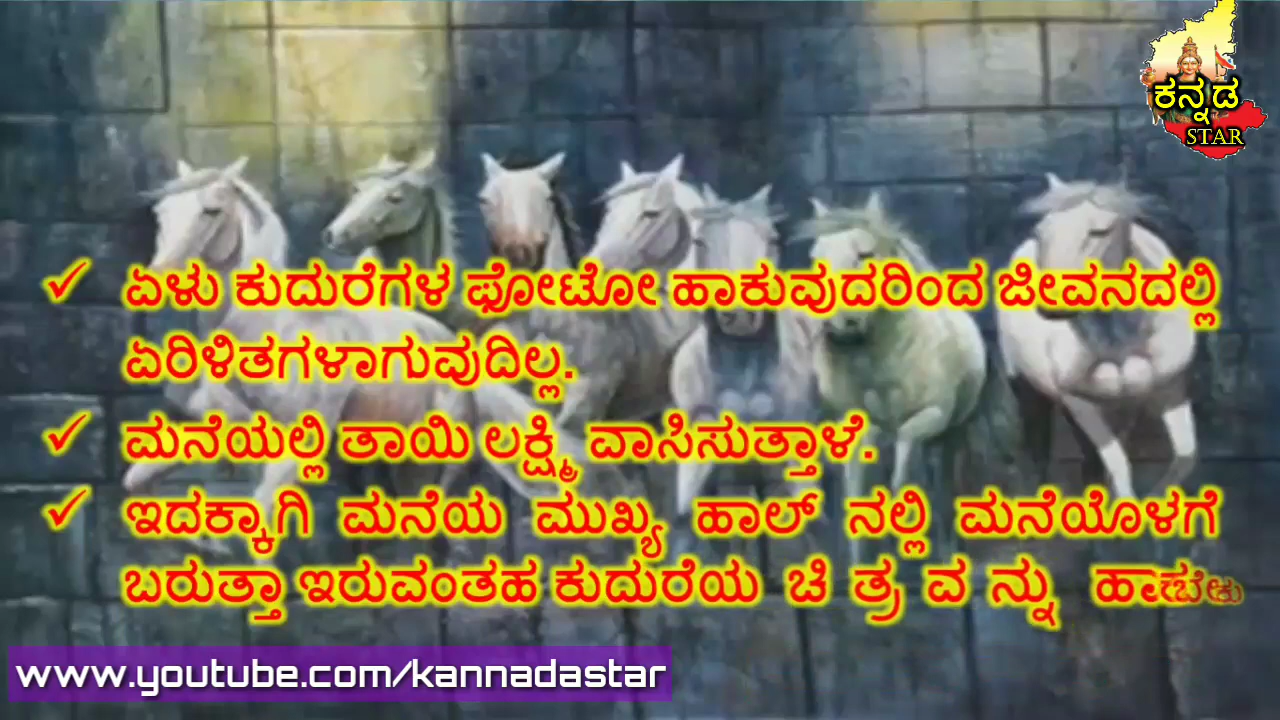 ಕನ್ನಡ
STAR
✓ ಏಳು ಕುದುರೆಗಳ ಫೋಟೋ ಹಾಕುವುದರಿಂದ ಜೀವನದಲ್ಲಿ
ಏರಿಳಿತಗಳಾಗುವುದಿಲ್ಲ.
✓ ಮನೆಯಲ್ಲಿ ತಾಯಿ ಲಕ್ಷ್ಮಿ ವಾಸಿಸುತ್ತಾಳೆ.
✓ ಇದಕ್ಕಾಗಿ ಮನೆಯ ಮುಖ್ಯ ಹಾಲ್ ನಲ್ಲಿ ಮನೆಯೊಳಗೆ
ಬರುತ್ತಾ ಇರುವಂತಹ ಕುದುರೆಯ ಚಿತ್ರವನ್ನು
www.youtube.com/kannadastar